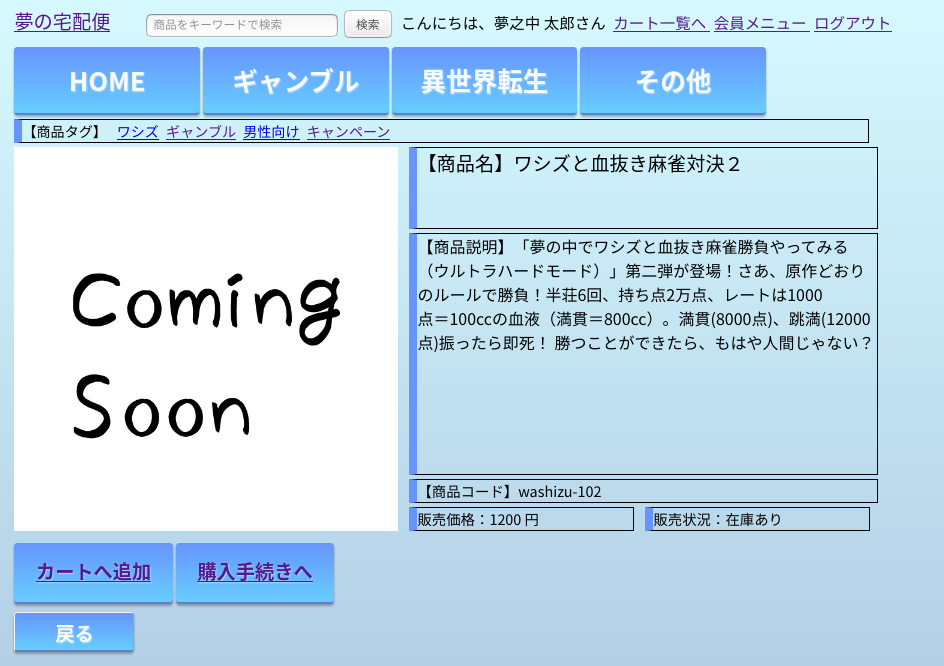 夢の宅配便 商品をキーワードで検索 検索 こんにちは、夢之中 太郎さん カート一覧へ 会員メニュー ログアウト
HOME ギャンブル 異世界転生 その他
【商品タグ】 ワシズ ギャンブル 男性向け キャンペーン
Coming
Soon
【商品名】ワシズと血抜き麻雀対決２
【商品説明】「夢の中でワシズと血抜き麻雀勝負やってみる
（ウルトラハードモード）」第二弾が登場！さあ、原作どおり
のルールで勝負！半荘6回、持ち点2万点、レートは1000
点＝100ccの血液（満貫＝800cc）。満貫(8000点)、跳満(12000
点)振ったら即死！ 勝つことができたら、もはや人間じゃない？
【商品コード】washizu-102
販売価格：1200 円 販売状況：在庫あり
カートへ追加 購入手続きへ
戻る